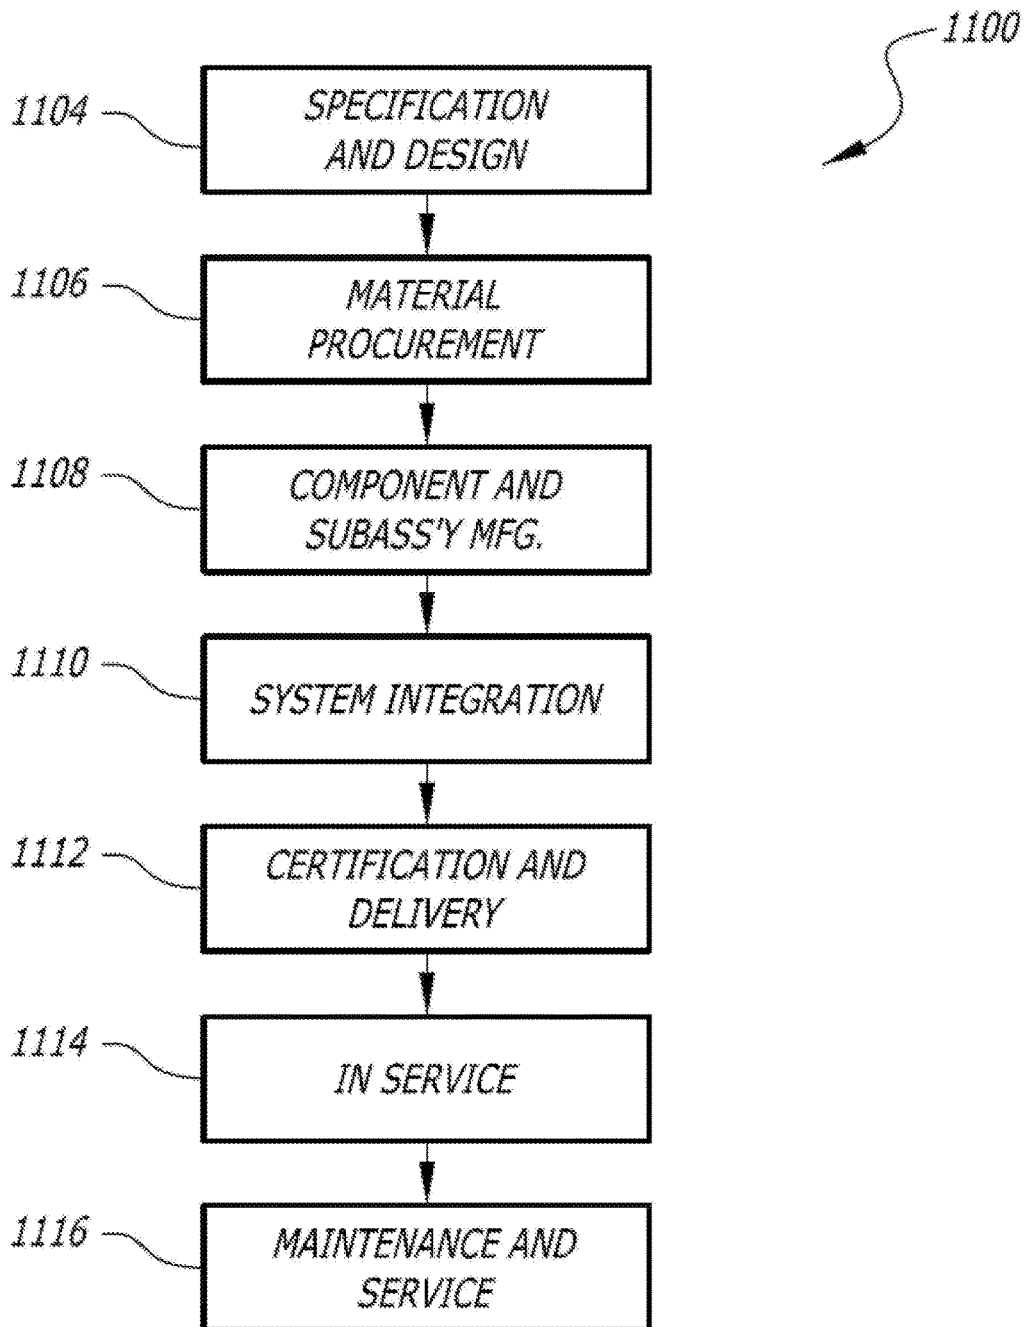 1100
1104
SPECIFICATION
AND DESIGN
1106
MATERIAL
PROCUREMENT
1108
COMPONENT AND
SUBASS'Y MFG.
1110
SYSTEM INTEGRATION
1112
CERTIFICATION AND
DELIVERY
1114
IN SERVICE
1116
MAINTENANCE AND
SERVICE